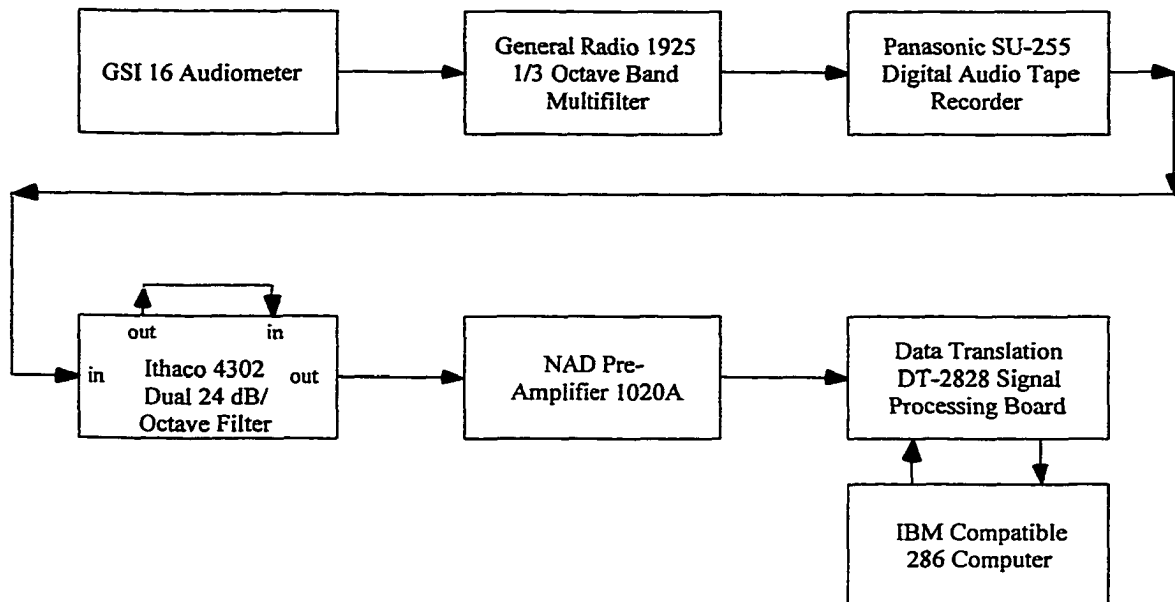 GSI 16 Audiometer
General Radio 1925
1/3 Octave Band
Multifilter
Panasonic SU-255
Digital Audio Tape
Recorder
out in
in Ithaco 4302 out
Dual 24 dB/
Octave Filter
NAD Pre-
Amplifier 1020A
Data Translation
DT-2828 Signal
Processing Board
IBM Compatible
286 Computer